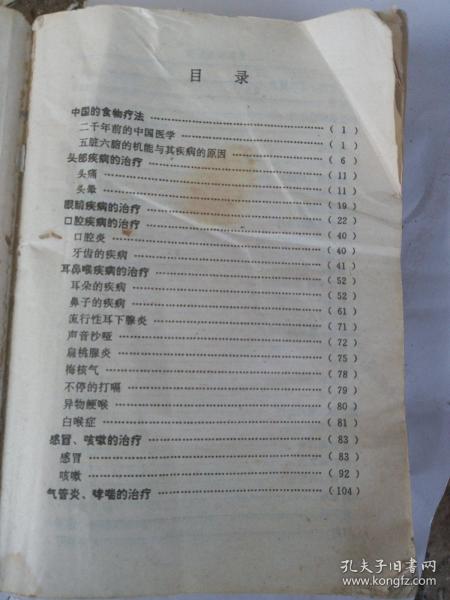 目 录
中国的食物疗法 ……………………………………（ 1 ）
二千年前的中国医学 ……………………………（ 1 ）
五脏六腑的机能与其疾病的原因 ………………（ 6 ）
头部疾病的治疗 ……………………………………（ 11 ）
头痛 ………………………………………………（ 11 ）
头晕 ………………………………………………（ 19 ）
眼睛疾病的治疗 ……………………………………（ 22 ）
口腔疾病的治疗 ……………………………………（ 40 ）
口腔炎 ……………………………………………（ 40 ）
牙齿的疾病 ………………………………………（ 41 ）
耳鼻喉疾病的治疗 …………………………………（ 52 ）
耳朵的疾病 ………………………………………（ 52 ）
鼻子的疾病 ………………………………………（ 61 ）
流行性耳下腺炎 …………………………………（ 71 ）
声音沙哑 …………………………………………（ 72 ）
扁桃腺炎 …………………………………………（ 75 ）
梅核气 ……………………………………………（ 78 ）
不停的打嗝 ………………………………………（ 79 ）
异物鲠喉 …………………………………………（ 80 ）
白喉症 ……………………………………………（ 81 ）
感冒、咳嗽的治疗 …………………………………（ 83 ）
感冒 ………………………………………………（ 83 ）
咳嗽 ………………………………………………（ 92 ）
气管炎、哮喘的治疗 ………………………………（ 104 ）
孔夫子旧书网
www.kongfz.com